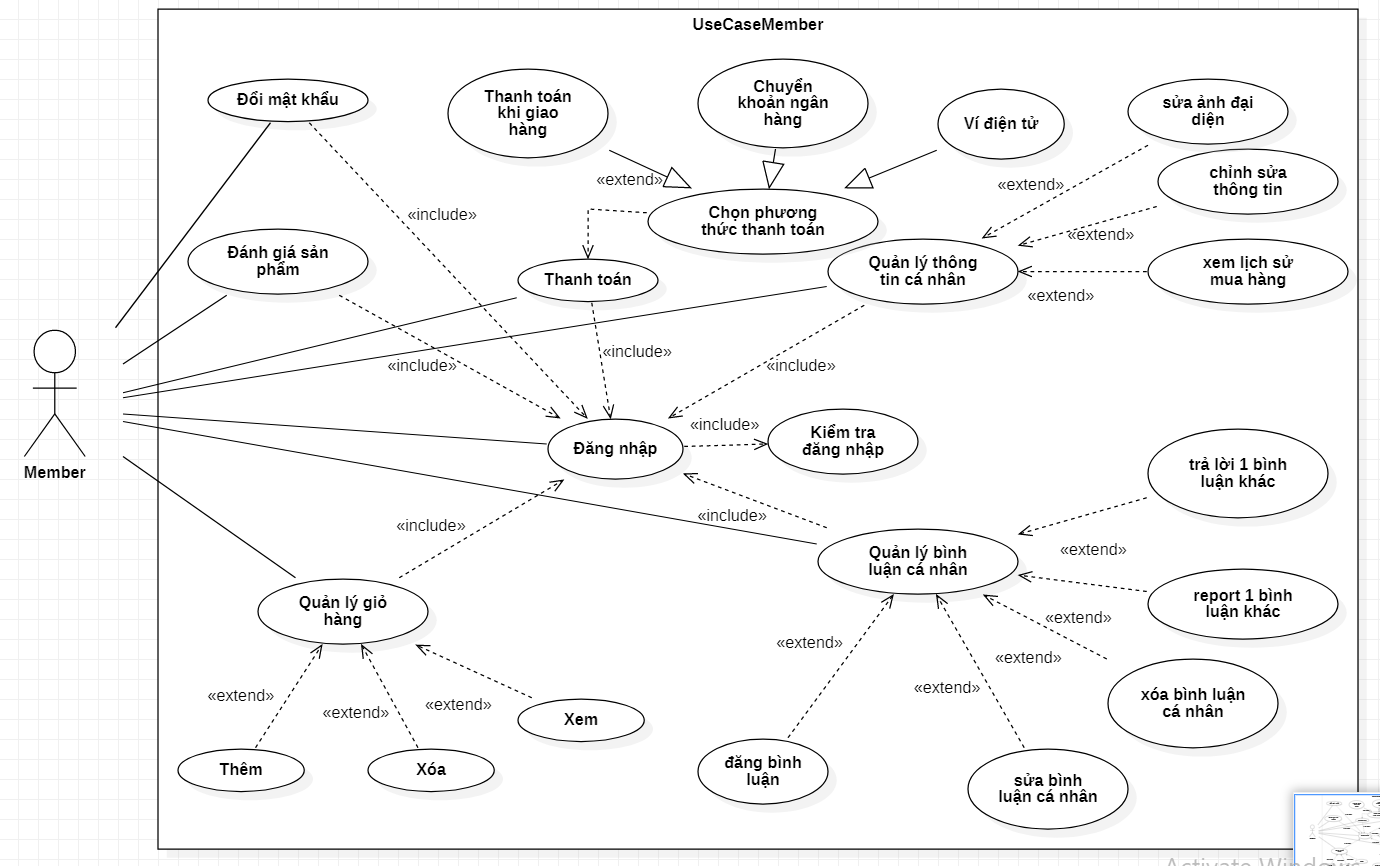 UseCaseMember
Đổi mật khẩu
Thanh toán
khi giao
hàng
Chuyển
khoản ngân
hàng
Ví điện tử
sửa ảnh đại
diện
chỉnh sửa
thông tin
«extend»
«extend»
Chọn phương
thức thanh toán
«include»
«extend»
Đánh giá sản
phẩm
Thanh toán
Quản lý thông
tin cá nhân
xem lịch sử
mua hàng
«extend»
«include»
«include»
«include»
Member
Đăng nhập
«include»
Kiểm tra
đăng nhập
trả lời 1 bình
luận khác
«include»
«include»
«extend»
Quản lý bình
luận cá nhân
Quản lý giỏ
hàng
report 1 bình
luận khác
«extend»
«extend»
«extend»
«extend»
«extend»
«extend»
«extend»
xóa bình luận
cá nhân
Xem
Thêm
Xóa
đăng bình
luận
sửa bình
luận cá nhân
Activate Windows